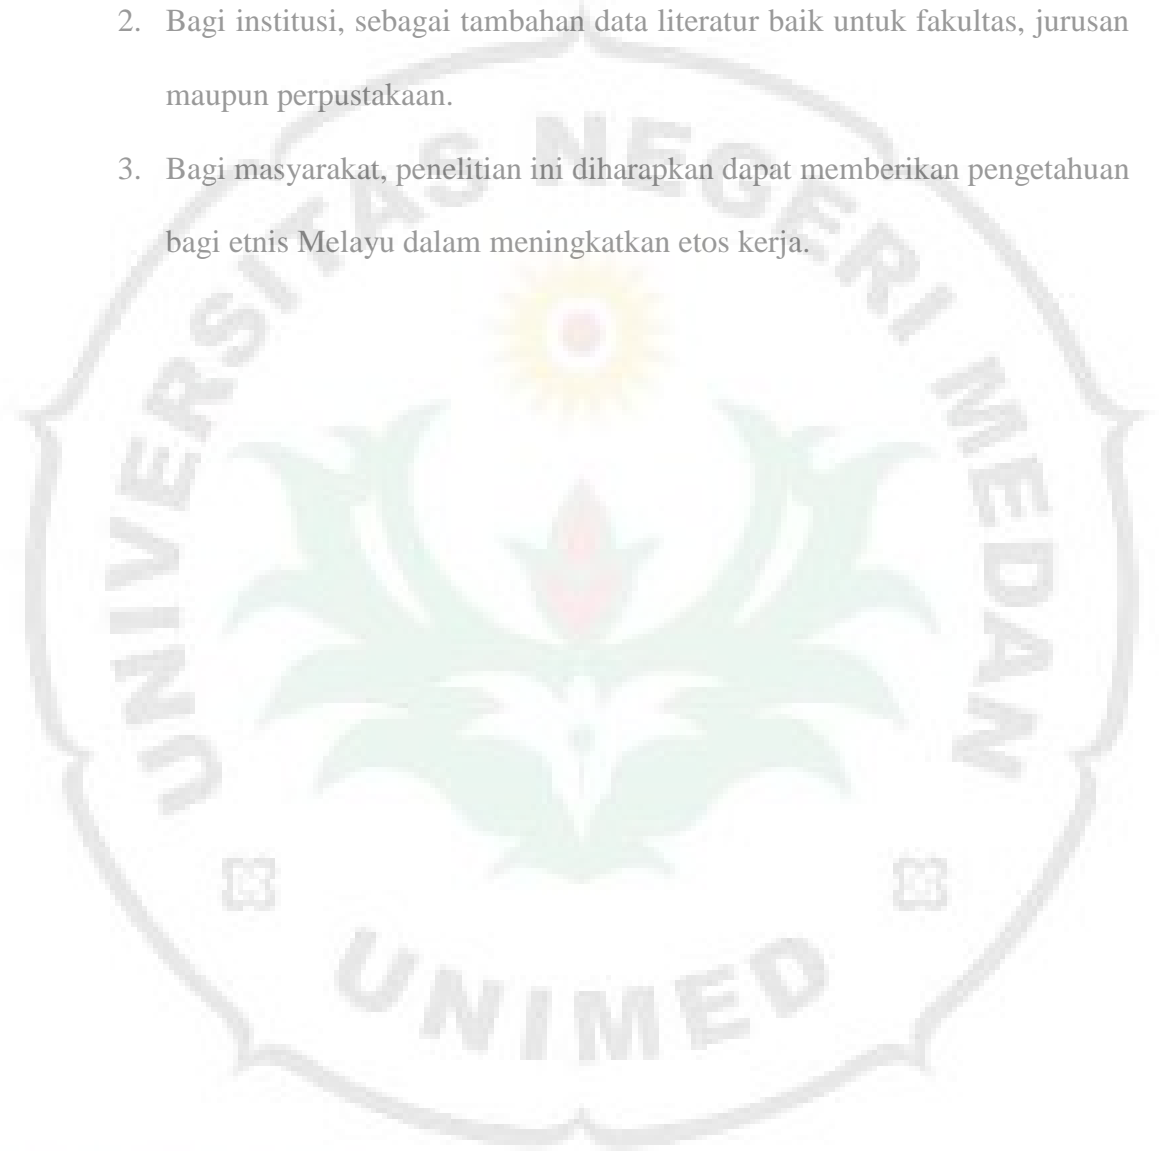 2. Bagi institusi, sebagai tambahan data literatur baik untuk fakultas, jurusan
maupun perpustakaan.
3. Bagi masyarakat, penelitian ini diharapkan dapat memberikan pengetahuan
bagi etnis Melayu dalam meningkatkan etos kerja.
UNIVERSITAS NEGERI MEDAN
UNIMED